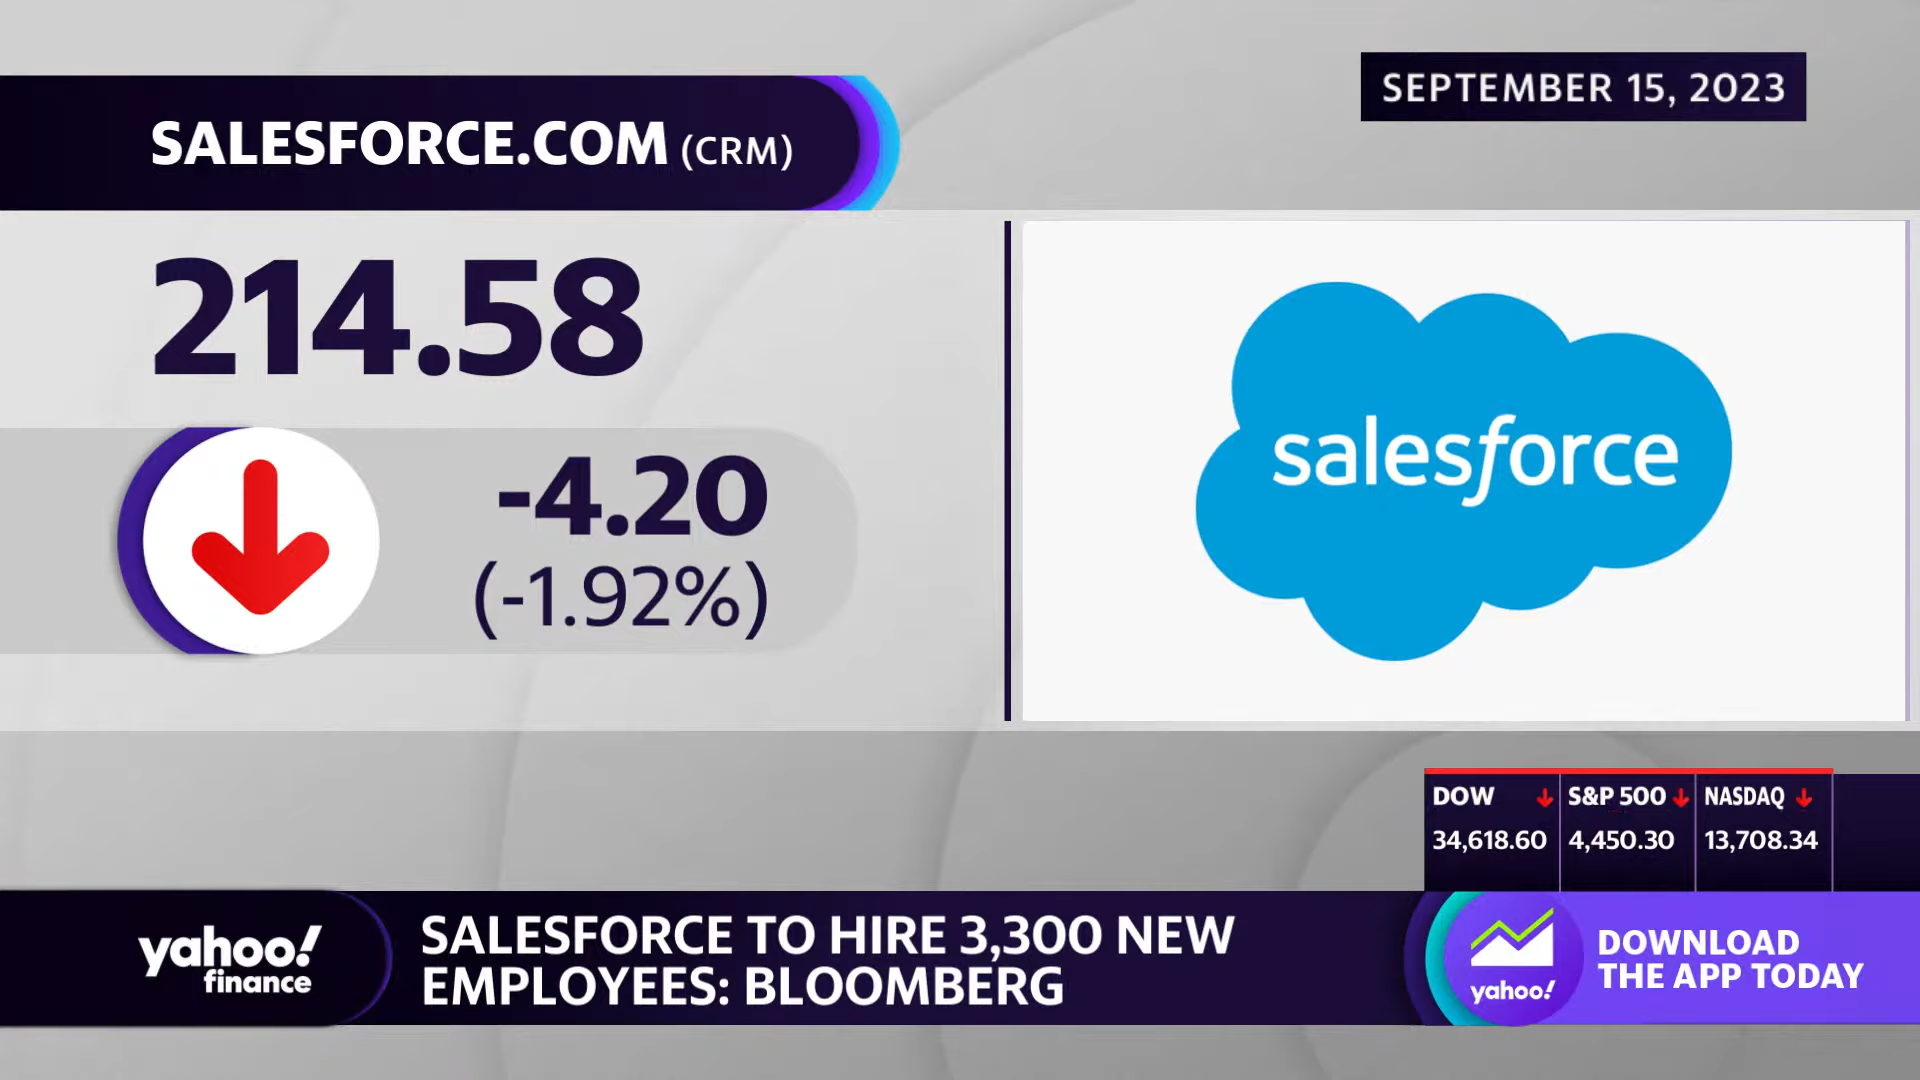 SEPTEMBER 15, 2023
SALESFORCE.COM (CRM)
214.58
-4.20
(-1.92%)
salesforce
DOW S&P 500 NASDAQ
34,618.60 4,450.30 13,708.34
yahoo!
finance
SALESFORCE TO HIRE 3,300 NEW
EMPLOYEES: BLOOMBERG
yahoo!
DOWNLOAD
THE APP TODAY